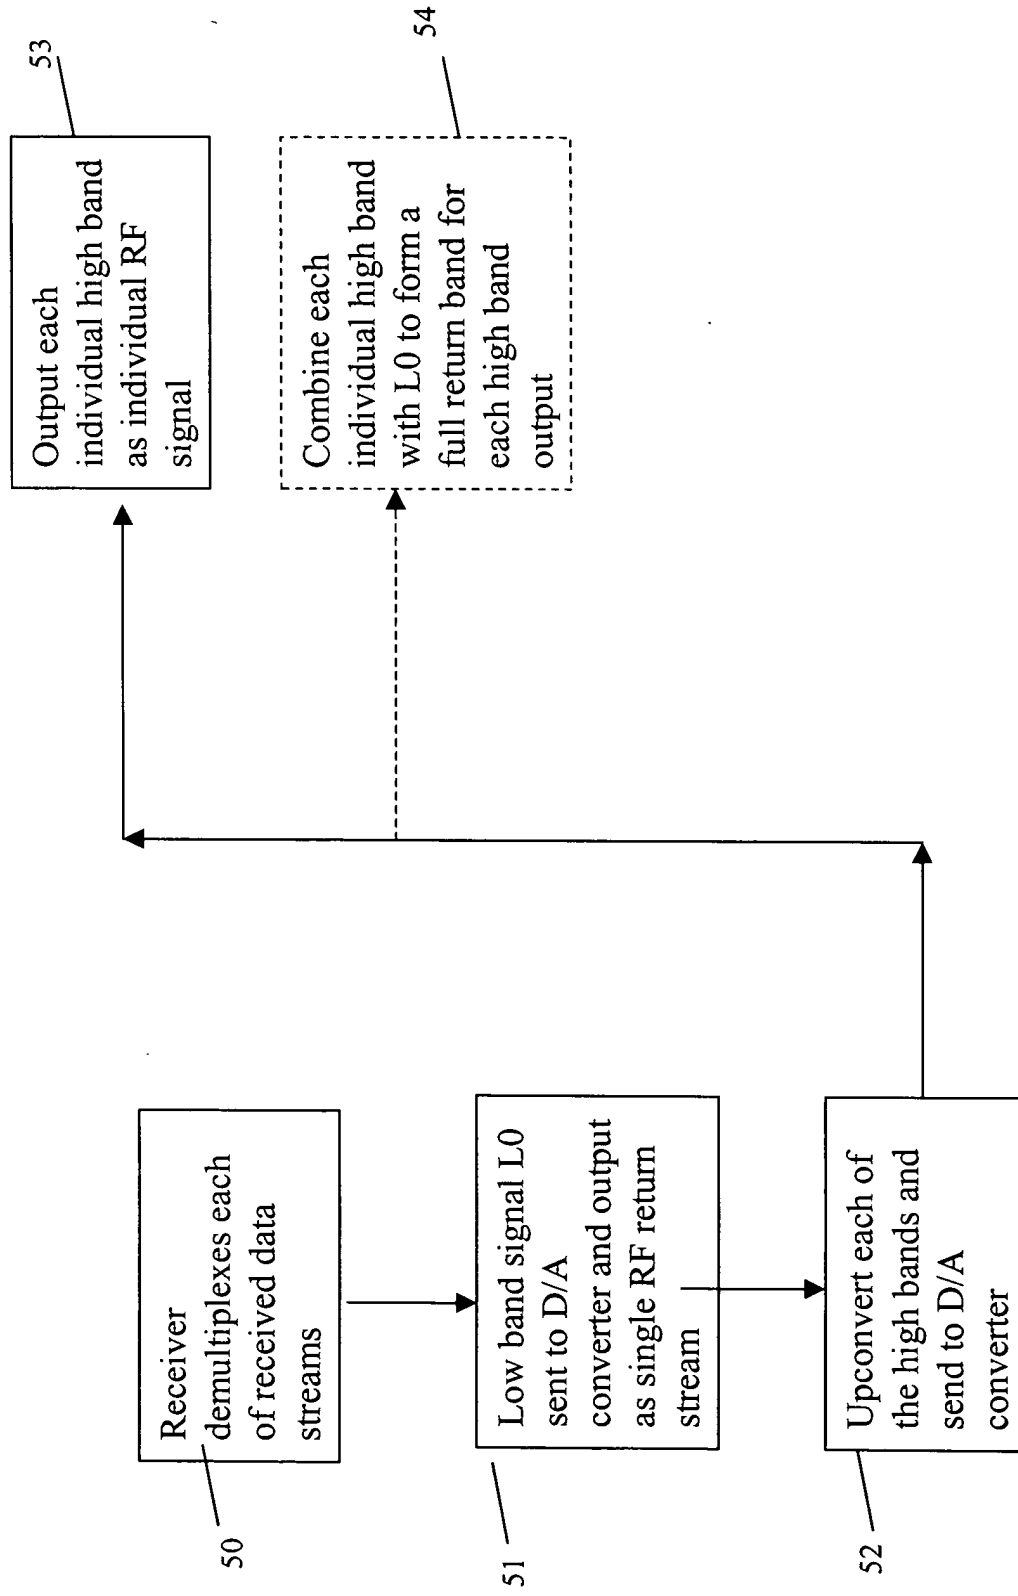 Receiver
demultiplexes each
of received data
streams
50
Low band signal L0
sent to D/A
converter and output
as single RF return
stream
51
Upconvert each of
the high bands and
send to D/A
converter
52
Output each
individual high band
as individual RF
signal
53
Combine each
individual high band
with L0 to form a
full return band for
each high band
output
54